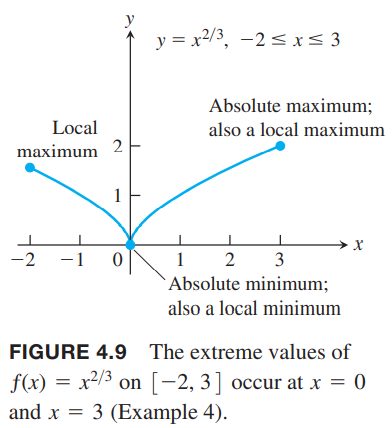 y
y = x^{2/3}, −2 ≤ x ≤ 3
Absolute maximum;
also a local maximum
Local
maximum
2
1
x
−2 −1 0 1 2 3
Absolute minimum;
also a local minimum
FIGURE 4.9 The extreme values of
f(x) = x^{2/3} on [−2, 3] occur at x = 0
and x = 3 (Example 4).